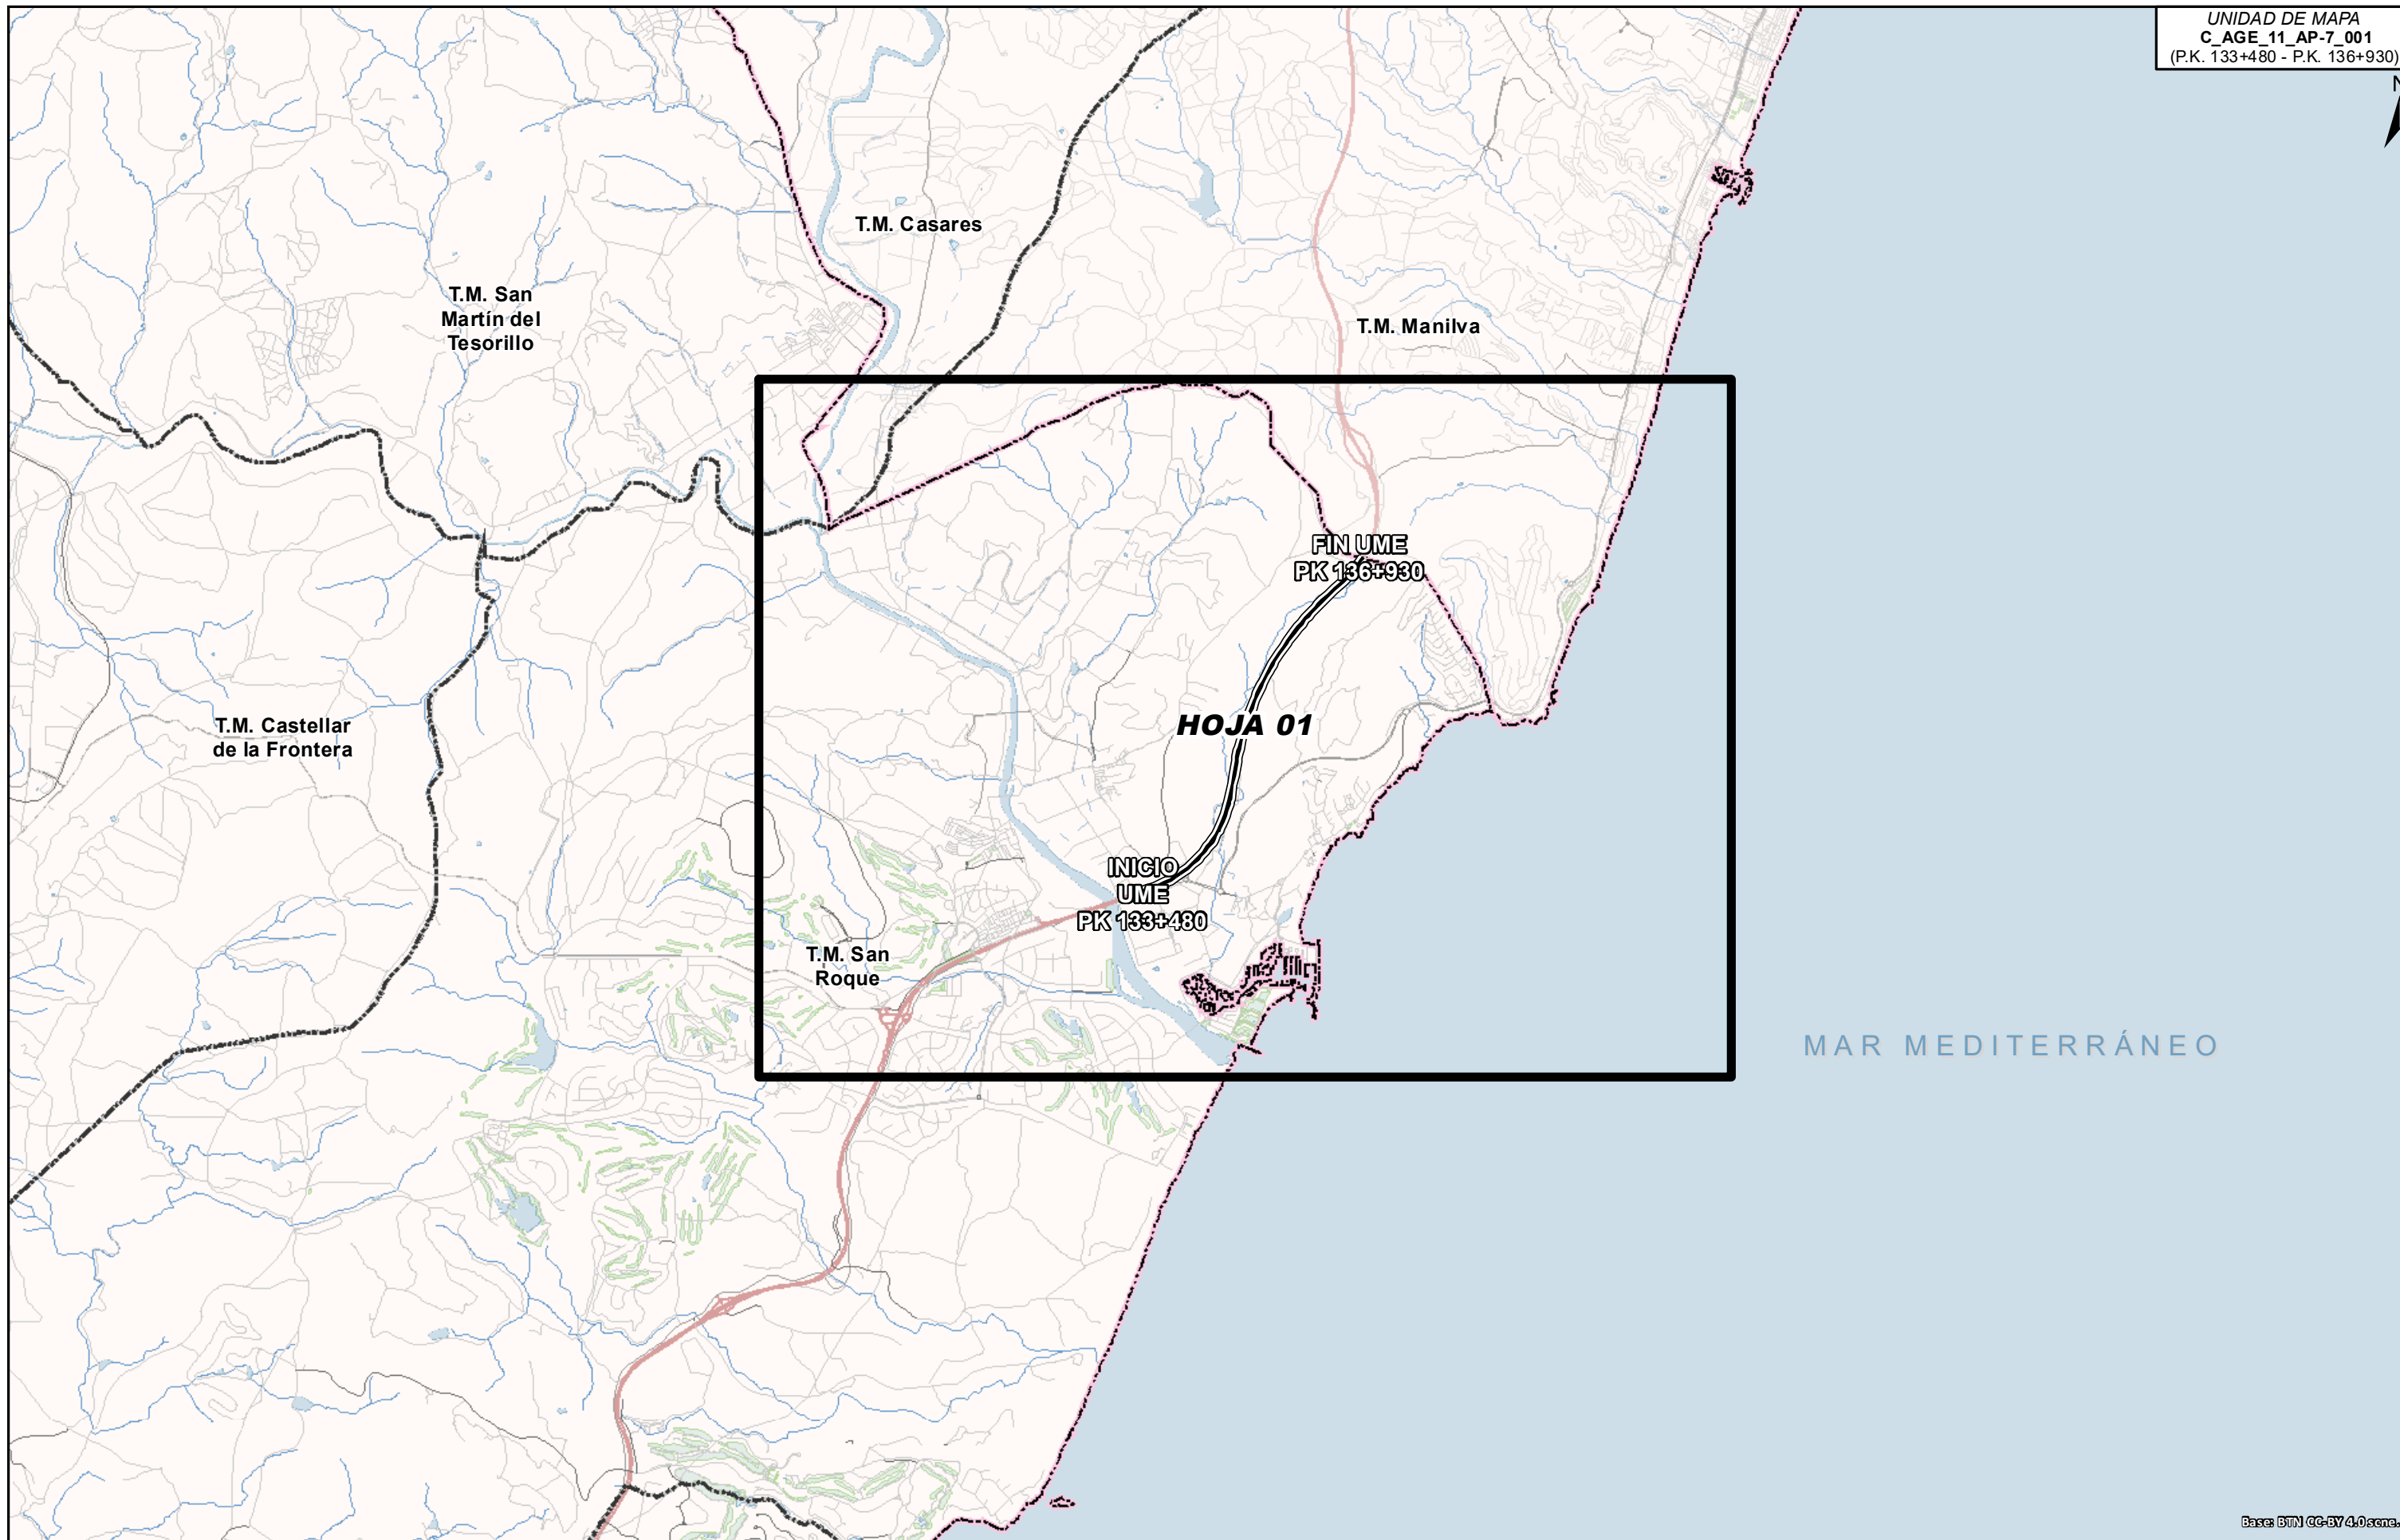 UNIDAD DE MAPA
C_AGE_11_AP-7_001
(P.K. 133+480 - P.K. 136+930)
N
T.M. Casares
T.M. San
Martín del
Tesorillo
T.M. Manilva
FIN UME
PK 136+930
HOJA 01
T.M. Castellar
de la Frontera
INICIO
UME
PK 133+480
T.M. San
Roque
MAR MEDITERRÁNEO
Base: BTN CC-BY 4.0 scne.